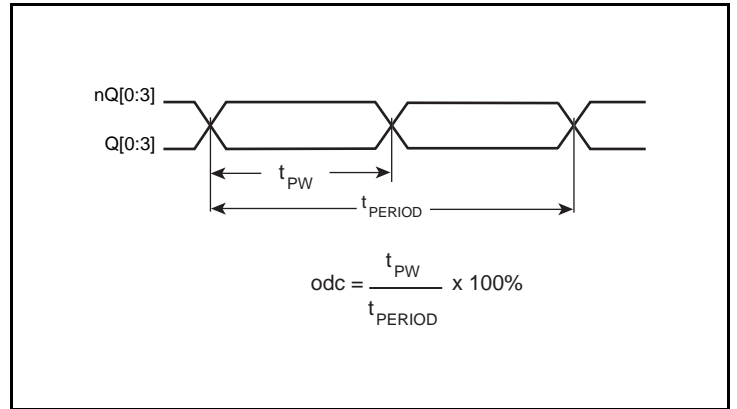 nQ[0:3]
Q[0:3]
tPW
tPERIOD
odc = tPW / tPERIOD x 100%